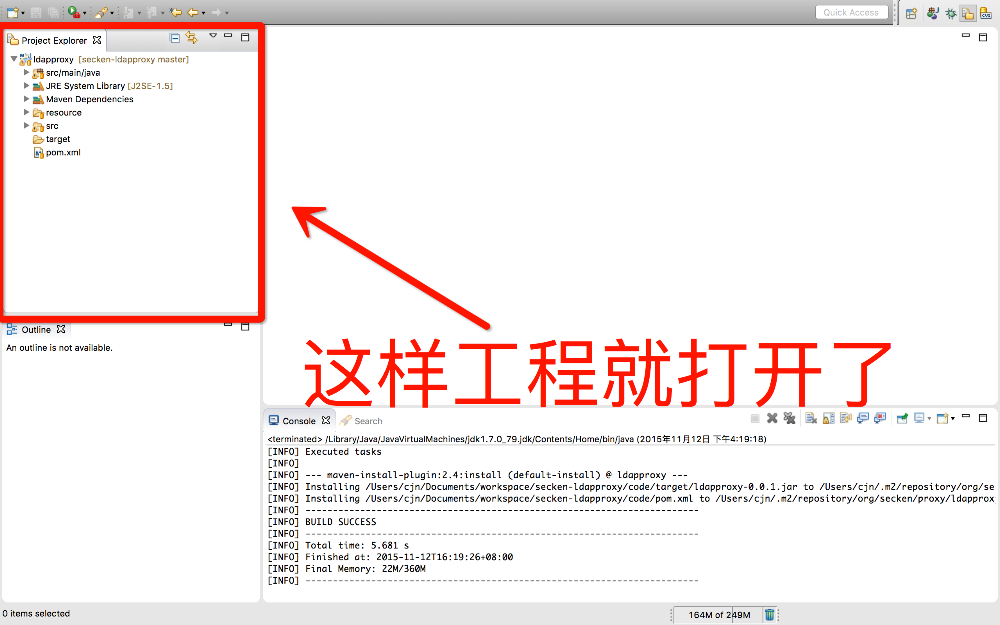 Quick Access
Project Explorer
ldapproxy [secken-ldapproxy master]
src/main/java
JRE System Library [J2SE-1.5]
Maven Dependencies
resource
src
target
pom.xml
Outline
An outline is not available.
这样工程就打开了
Console
Search
<terminated> /Library/Java/JavaVirtualMachines/jdk1.7.0_79.jdk/Contents/Home/bin/java (2015年11月12日 下午4:19:18)
[INFO] Executed tasks
[INFO]
[INFO] --- maven-install-plugin:2.4:install (default-install) @ ldapproxy ---
[INFO] Installing /Users/cjn/Documents/workspace/secken-ldapproxy/code/target/ldapproxy-0.0.1.jar to /Users/cjn/.m2/repository/org/se
[INFO] Installing /Users/cjn/Documents/workspace/secken-ldapproxy/code/pom.xml to /Users/cjn/.m2/repository/org/secken/proxy/ldapprox
[INFO] ------------------------------------------------------------------------
[INFO] BUILD SUCCESS
[INFO] ------------------------------------------------------------------------
[INFO] Total time: 5.681 s
[INFO] Finished at: 2015-11-12T16:19:26+08:00
[INFO] Final Memory: 22M/360M
[INFO] ------------------------------------------------------------------------
0 items selected
164M of 249M